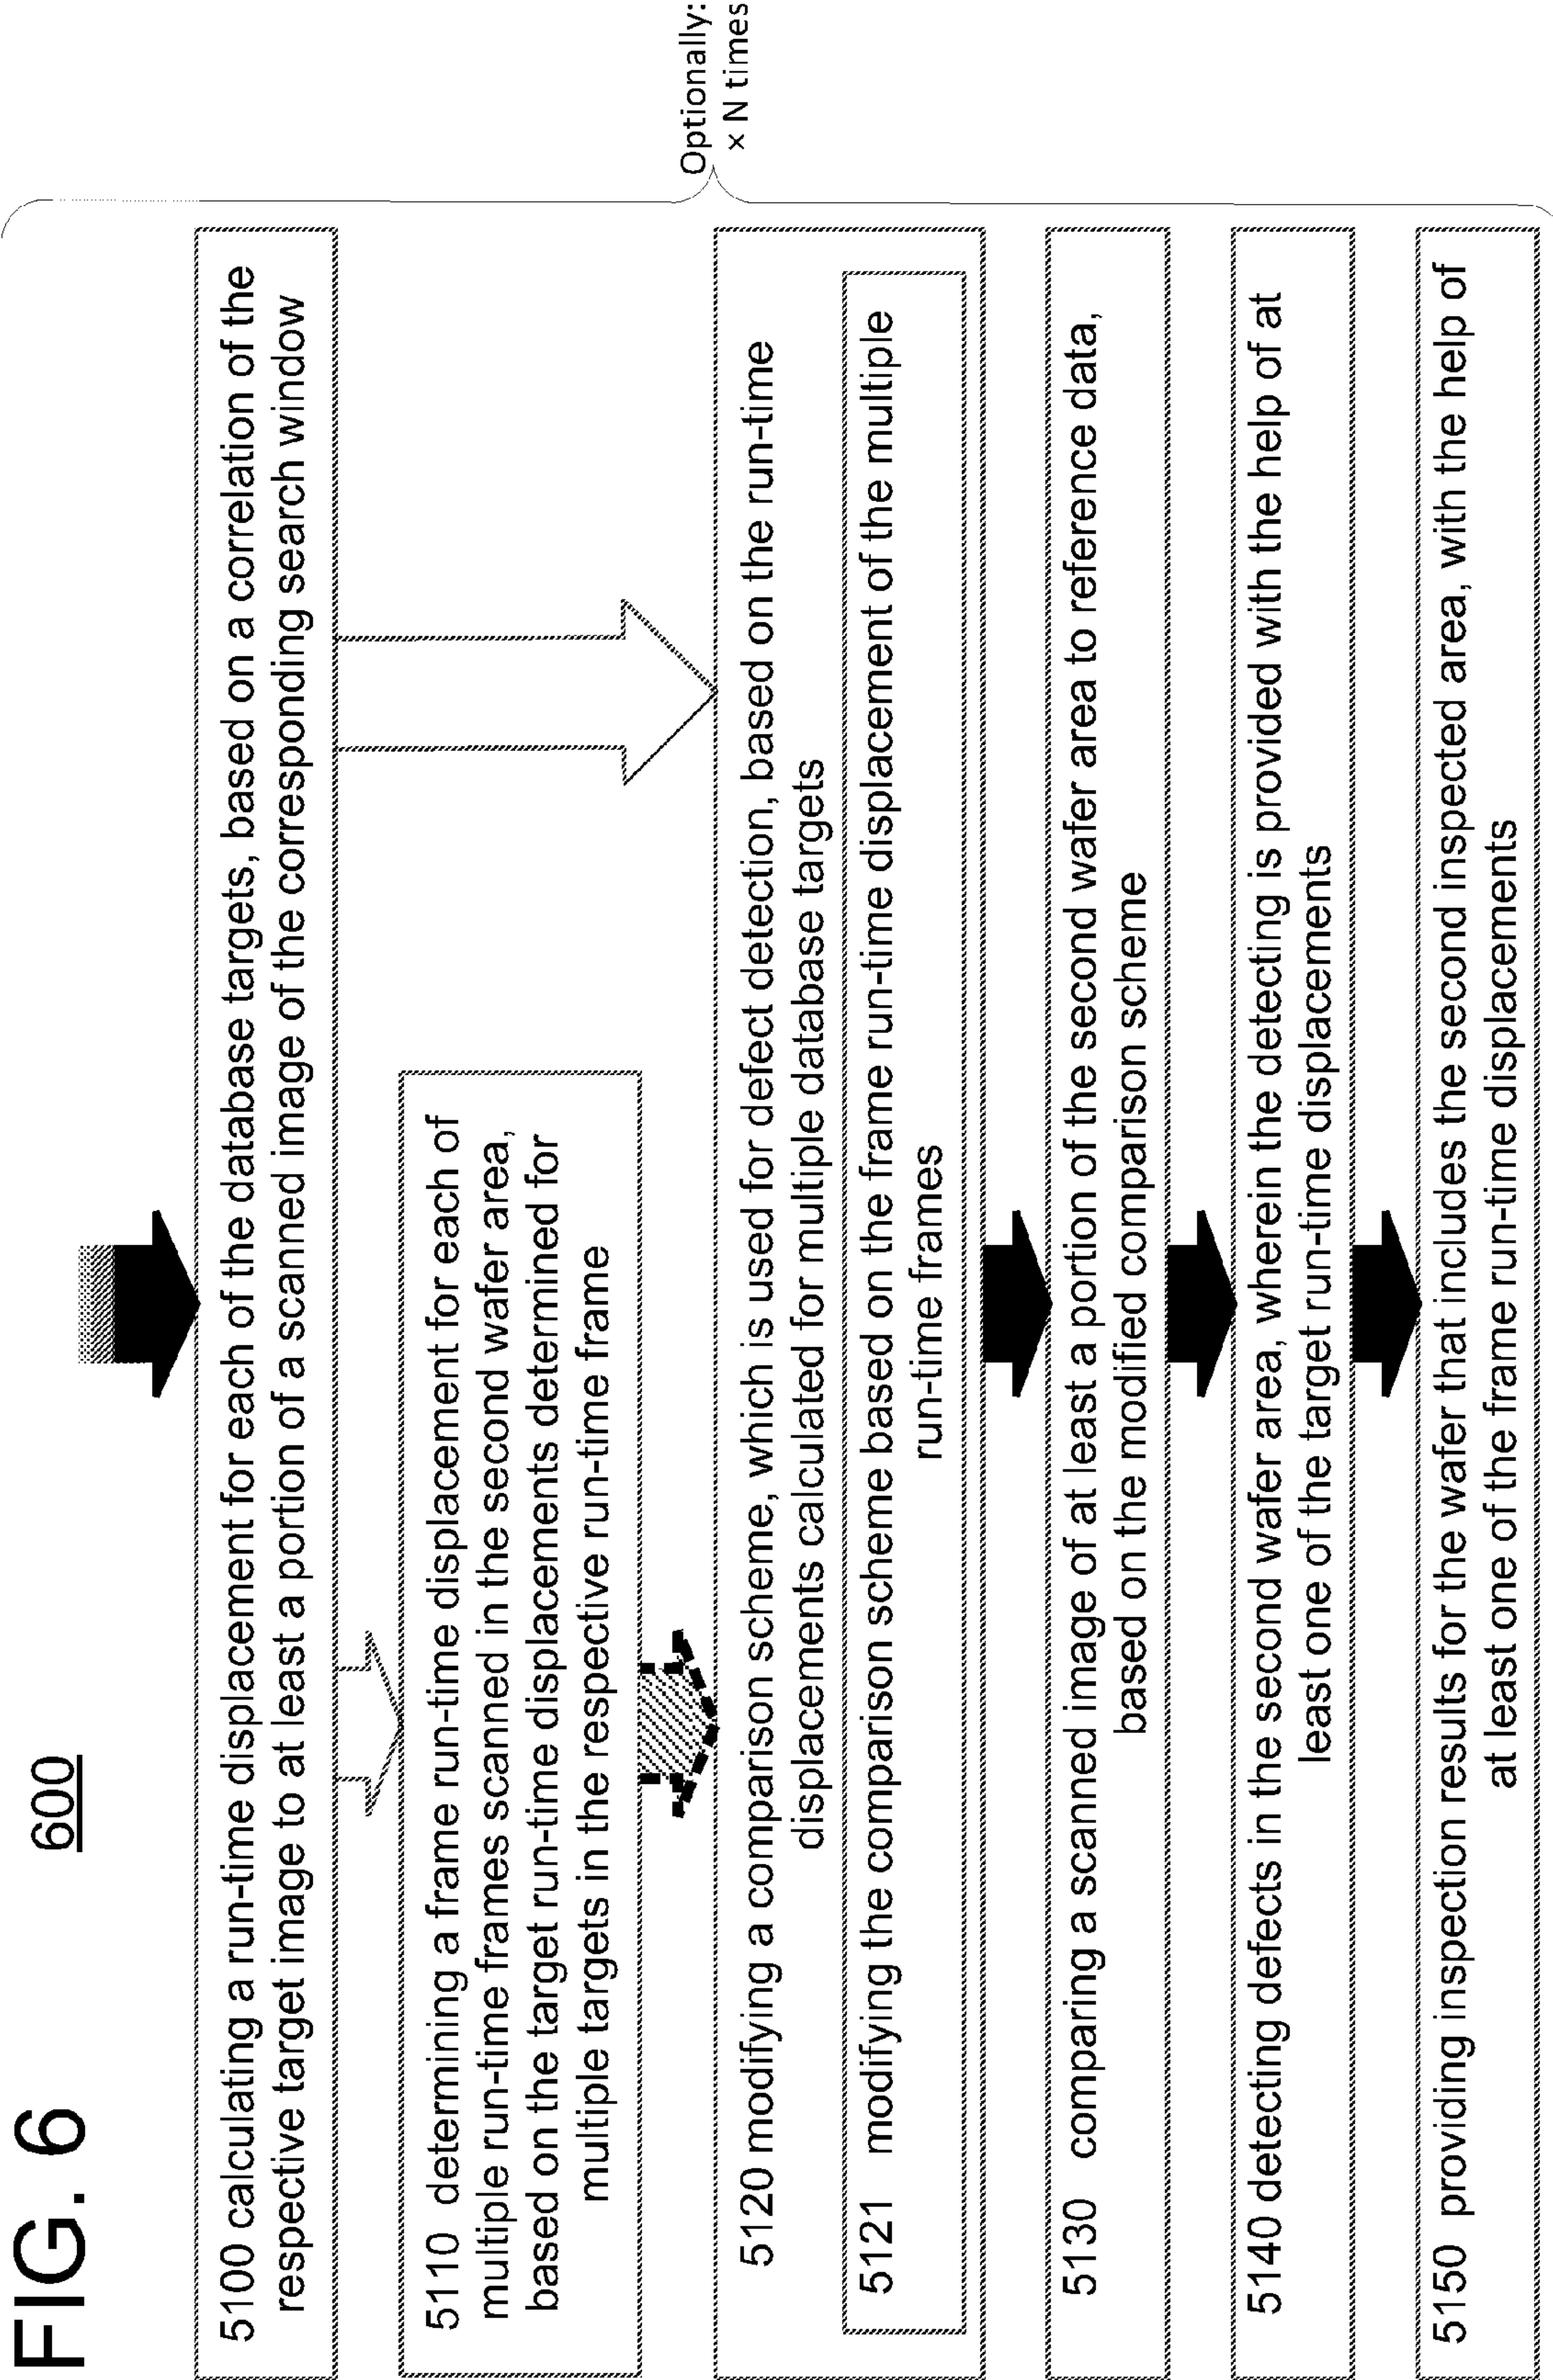 FIG. 6
600
5100 calculating a run-time displacement for each of the database targets, based on a correlation of the
respective target image to at least a portion of a scanned image of the corresponding search window
5110 determining a frame run-time displacement for each of
multiple run-time frames scanned in the second wafer area,
based on the target run-time displacements determined for
multiple targets in the respective run-time frame
5120 modifying a comparison scheme, which is used for defect detection, based on the run-time
displacements calculated for multiple database targets
5121 modifying the comparison scheme based on the frame run-time displacement of the multiple
run-time frames
5130 comparing a scanned image of at least a portion of the second wafer area to reference data,
based on the modified comparison scheme
5140 detecting defects in the second wafer area, wherein the detecting is provided with the help of at
least one of the target run-time displacements
5150 providing inspection results for the wafer that includes the second inspected area, with the help of
at least one of the frame run-time displacements
Optionally:
× N times